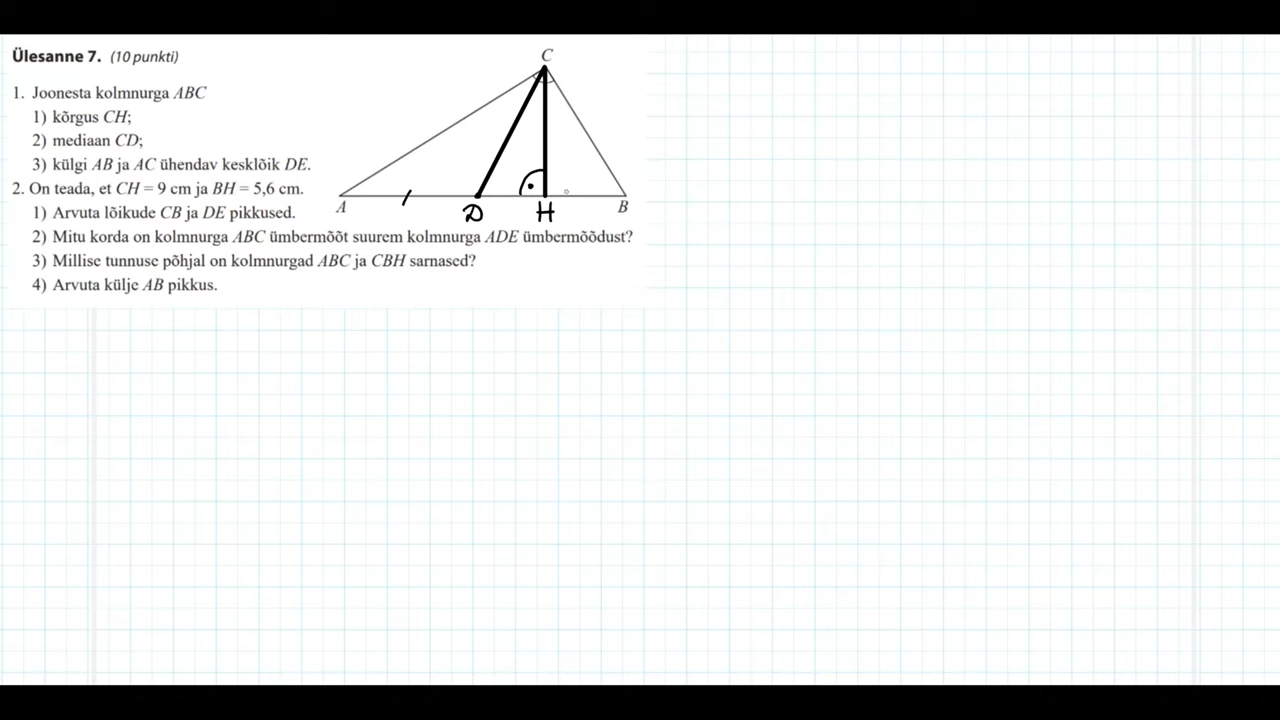 Ülesanne 7. (10 punkti)
1. Joonesta kolmnurga ABC
1) kõrgus CH;
2) mediaan CD;
3) külgi AB ja AC ühendav kesklõik DE.
2. On teada, et CH = 9 cm ja BH = 5,6 cm.
1) Arvuta lõikude CB ja DE pikkused.
2) Mitu korda on kolmnurga ABC ümbermõõt suurem kolmnurga ADE ümbermõõdust?
3) Millise tunnuse põhjal on kolmnurgad ABC ja CBH sarnased?
4) Arvuta külje AB pikkus.
C
A
D
H
B